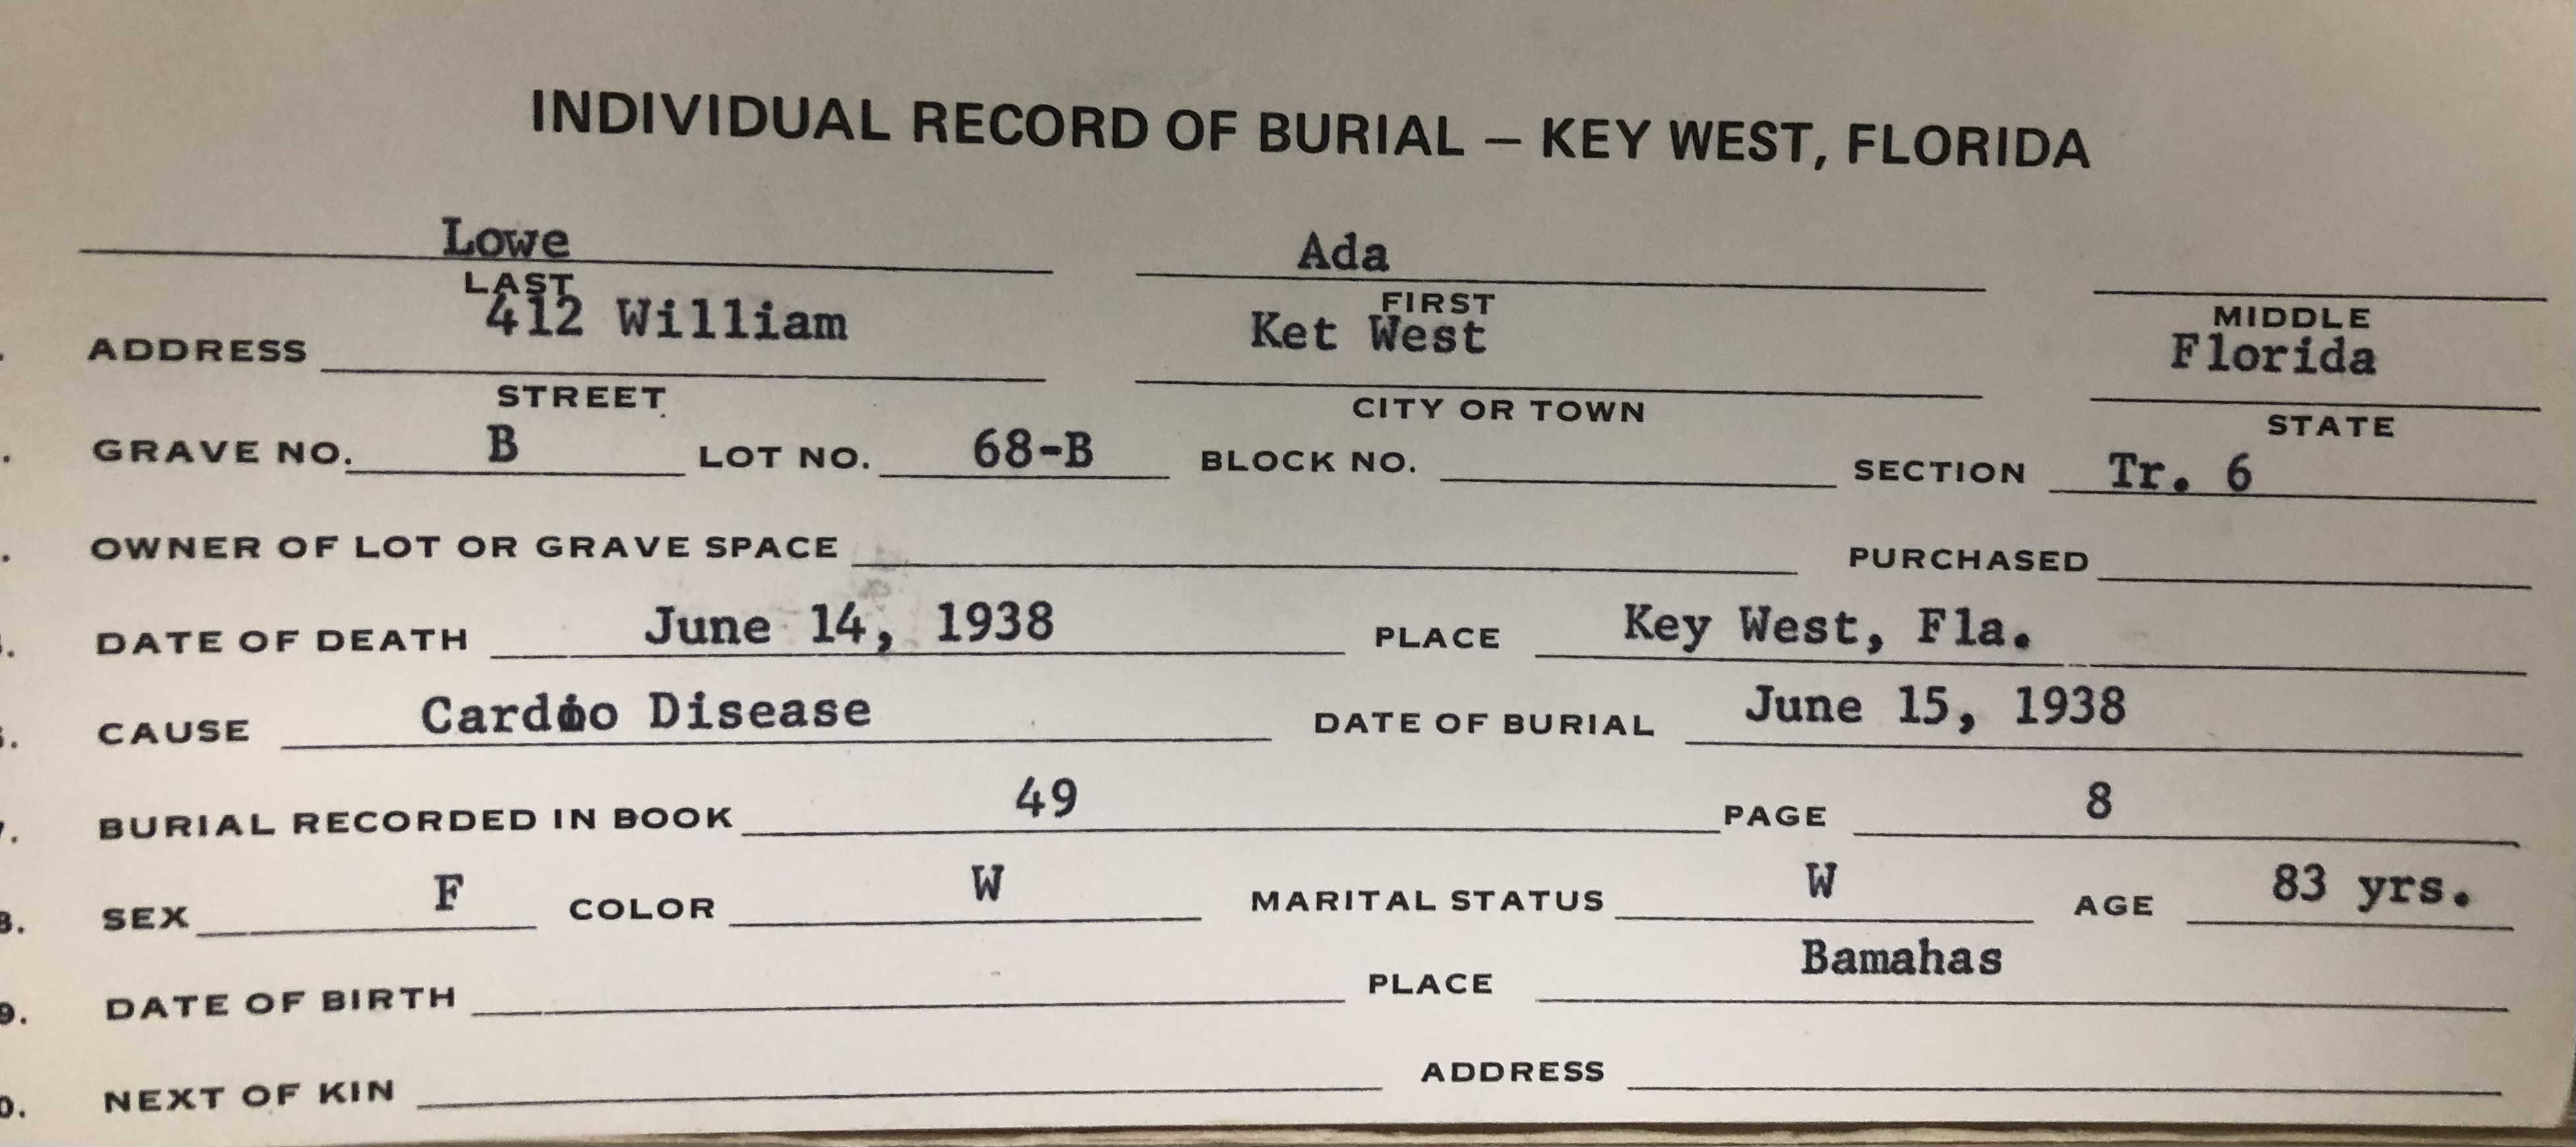 INDIVIDUAL RECORD OF BURIAL – KEY WEST, FLORIDA
Lowe Ada
LAST FIRST MIDDLE
. ADDRESS 412 William Ket West Florida
STREET CITY OR TOWN STATE
. GRAVE NO. B LOT NO. 68-B BLOCK NO. SECTION Tr. 6
. OWNER OF LOT OR GRAVE SPACE PURCHASED
. DATE OF DEATH June 14, 1938 PLACE Key West, Fla.
. CAUSE Cardio Disease DATE OF BURIAL June 15, 1938
. BURIAL RECORDED IN BOOK 49 PAGE 8
8. SEX F COLOR W MARITAL STATUS W AGE 83 yrs.
9. DATE OF BIRTH PLACE Bamahas
0. NEXT OF KIN ADDRESS